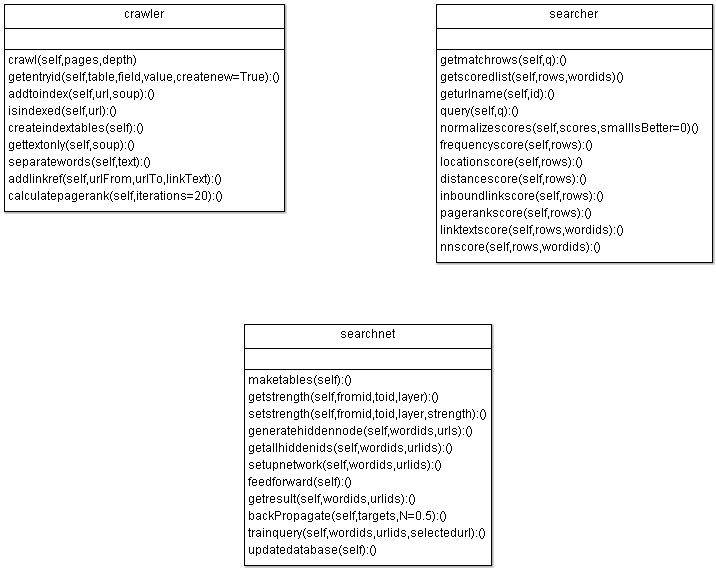 crawler
crawl(self,pages,depth)
getentryid(self,table,field,value,createnew=True):()
addtoindex(self,url,soup):()
isindexed(self,url):()
createindextables(self):()
gettextonly(self,soup):()
separatewords(self,text):()
addlinkref(self,urlFrom,urlTo,linkText):()
calculatepagerank(self,iterations=20):()
searcher
getmatchrows(self,q):()
getscoredlist(self,rows,wordids)()
geturlname(self,id):()
query(self,q):()
normalizescores(self,scores,smallIsBetter=0)()
frequencyscore(self,rows):()
locationscore(self,rows):()
distancescore(self,rows):()
inboundlinkscore(self,rows):()
pagerankscore(self,rows):()
linktextscore(self,rows,wordids):()
nnscore(self,rows,wordids):()
searchnet
maketables(self):()
getstrength(self,fromid,toid,layer):()
setstrength(self,fromid,toid,layer,strength):()
generatehiddennode(self,wordids,urls):()
getallhiddenids(self,wordids,urlids):()
setupnetwork(self,wordids,urlids):()
feedforward(self):()
getresult(self,wordids,urlids):()
backPropagate(self,targets,N=0.5):()
trainquery(self,wordids,urlids,selectedurl):()
updatedatabase(self):()